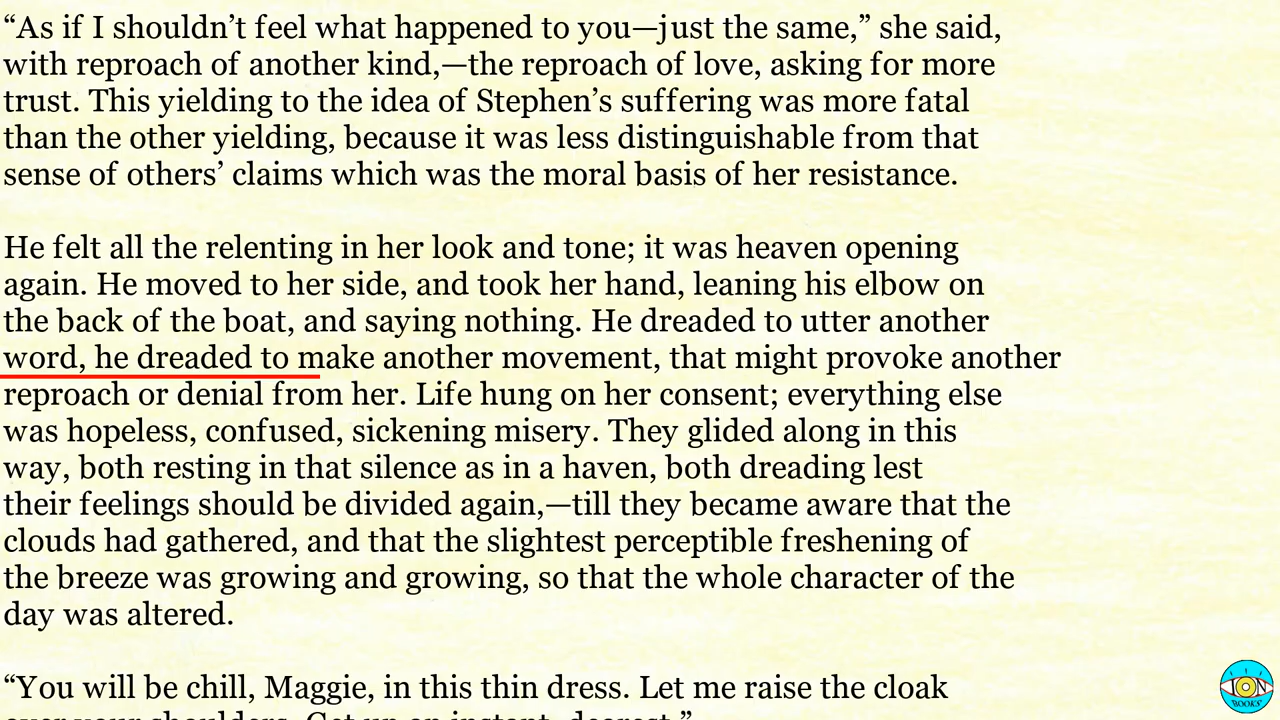 “As if I shouldn’t feel what happened to you—just the same,” she said,
with reproach of another kind,—the reproach of love, asking for more
trust. This yielding to the idea of Stephen’s suffering was more fatal
than the other yielding, because it was less distinguishable from that
sense of others’ claims which was the moral basis of her resistance.
He felt all the relenting in her look and tone; it was heaven opening
again. He moved to her side, and took her hand, leaning his elbow on
the back of the boat, and saying nothing. He dreaded to utter another
word, he dreaded to make another movement, that might provoke another
reproach or denial from her. Life hung on her consent; everything else
was hopeless, confused, sickening misery. They glided along in this
way, both resting in that silence as in a haven, both dreading lest
their feelings should be divided again,—till they became aware that the
clouds had gathered, and that the slightest perceptible freshening of
the breeze was growing and growing, so that the whole character of the
day was altered.
“You will be chill, Maggie, in this thin dress. Let me raise the cloak
over your shoulders. Get up an instant, dearest.”
ION
BOOKS